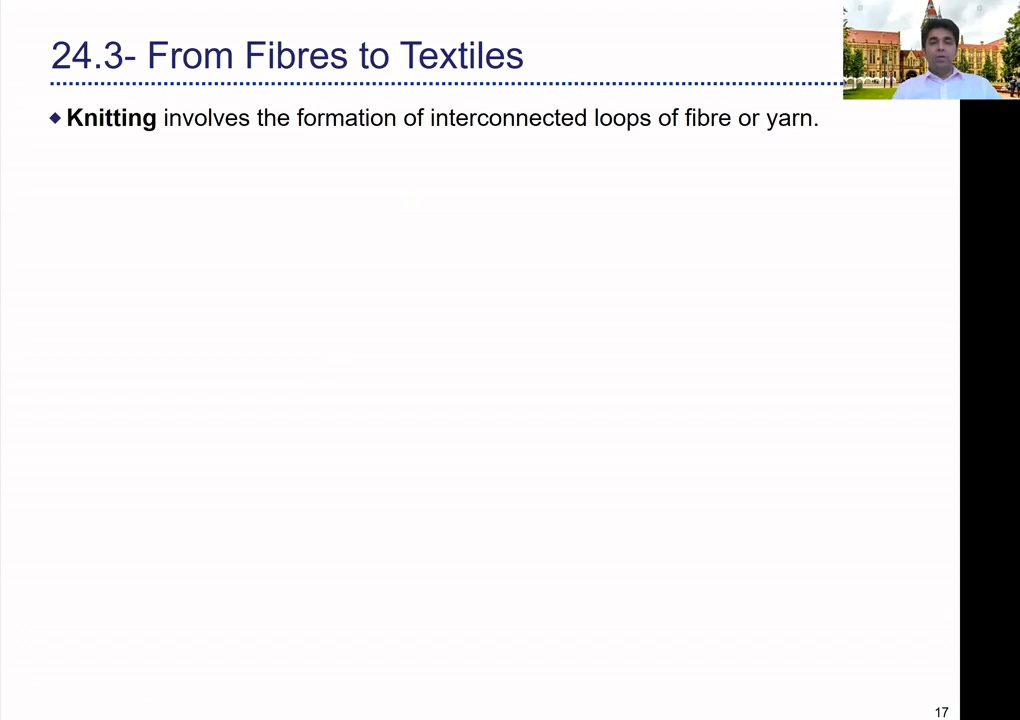 24.3- From Fibres to Textiles
◆ Knitting involves the formation of interconnected loops of fibre or yarn.
17